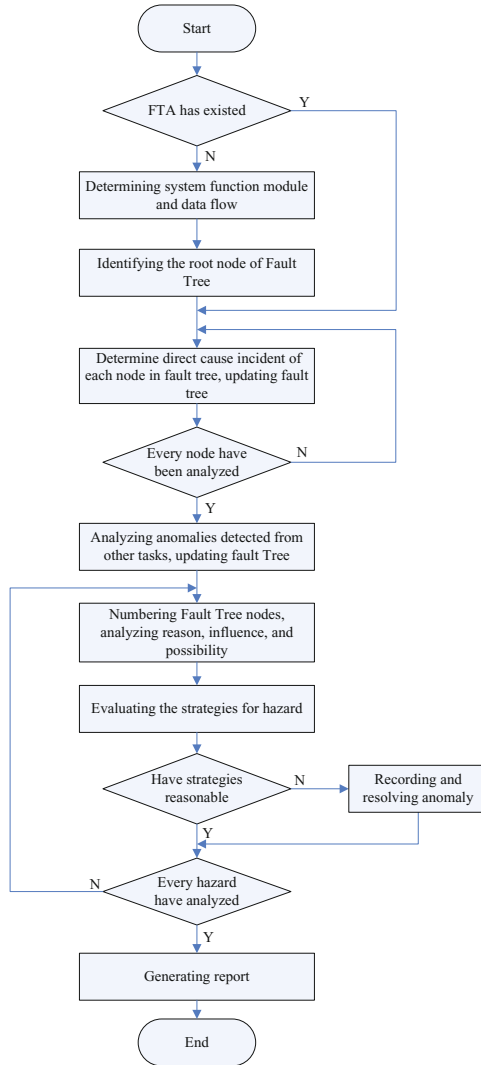 Start
FTA has existed
Y
N
Determining system function module
and data flow
Identifying the root node of Fault
Tree
Determine direct cause incident of
each node in fault tree, updating fault
tree
Every node have
been analyzed
N
Y
Analyzing anomalies detected from
other tasks, updating fault Tree
Numbering Fault Tree nodes,
analyzing reason, influence, and
possibility
Evaluating the strategies for hazard
Have strategies
reasonable
N
Recording and
resolving anomaly
Y
Every hazard
have analyzed
N
Y
Generating report
End